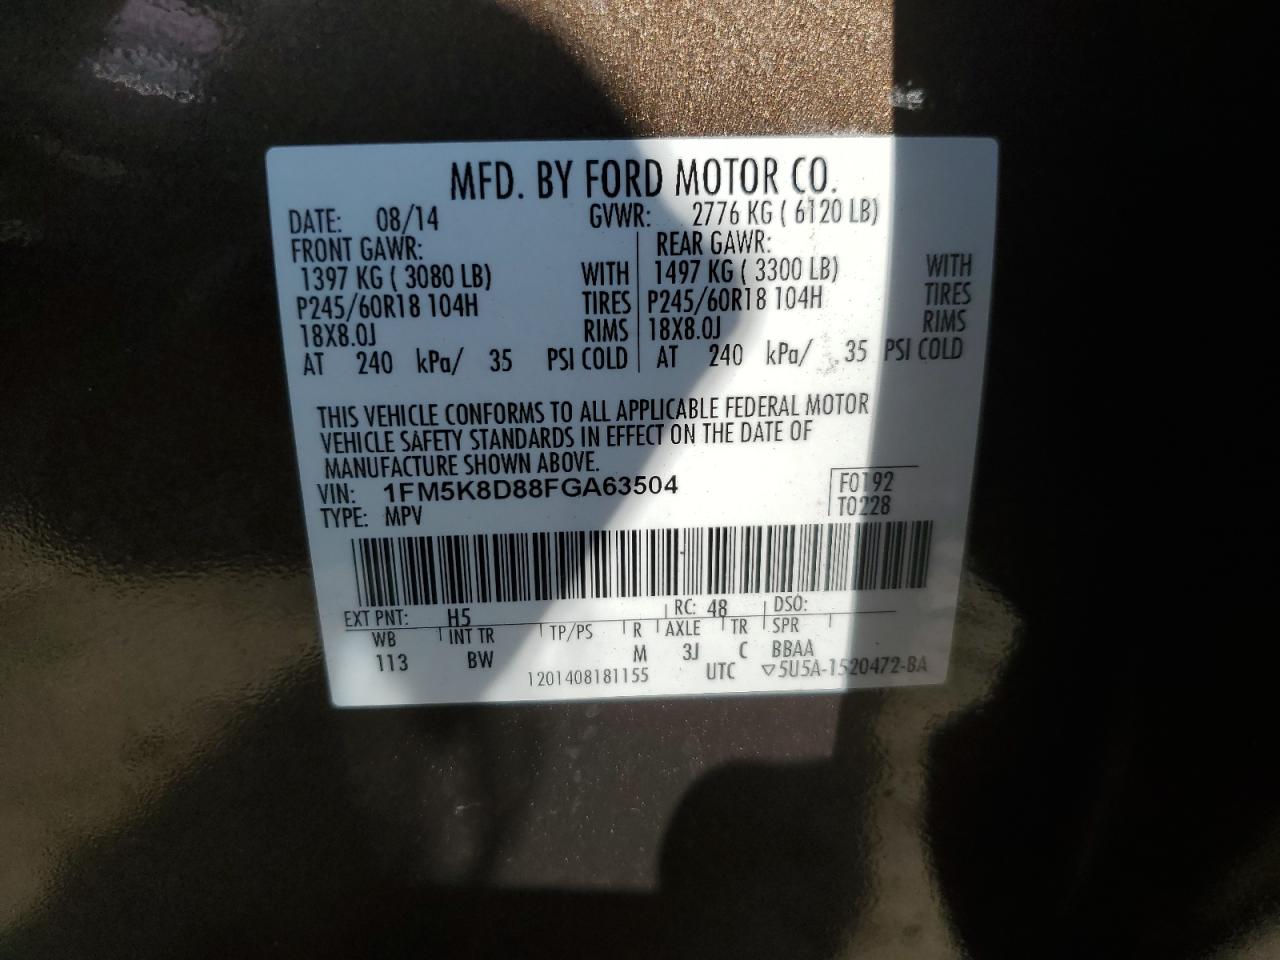 MFD. BY FORD MOTOR CO.
DATE: 08/14 GVWR: 2776 KG ( 6120 LB)
FRONT GAWR: REAR GAWR:
1397 KG ( 3080 LB) WITH 1497 KG ( 3300 LB) WITH
P245/60R18 104H TIRES P245/60R18 104H TIRES
18X8.0J RIMS 18X8.0J RIMS
AT 240 kPa/ 35 PSI COLD AT 240 kPa/ 35 PSI COLD
THIS VEHICLE CONFORMS TO ALL APPLICABLE FEDERAL MOTOR
VEHICLE SAFETY STANDARDS IN EFFECT ON THE DATE OF
MANUFACTURE SHOWN ABOVE.
VIN: 1FM5K8D88FGA63504 F0192
TYPE: MPV T0228
EXT PNT: H5 RC: 48 DSO:
WB INT TR TP/PS R AXLE TR SPR
113 BW M 3J C BBAA
1201408181155 UTC ▽5U5A-1520472-BA